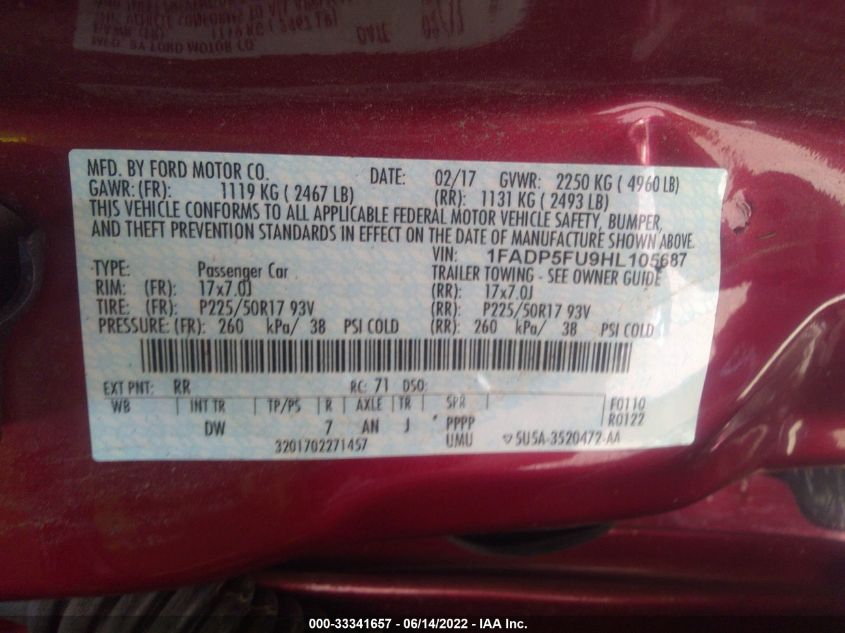 MFD. BY FORD MOTOR CO. DATE: 02/17 GVWR: 2250 KG ( 4960 LB)
GAWR: (FR): 1119 KG ( 2467 LB) (RR): 1131 KG ( 2493 LB)
THIS VEHICLE CONFORMS TO ALL APPLICABLE FEDERAL MOTOR VEHICLE SAFETY, BUMPER,
AND THEFT PREVENTION STANDARDS IN EFFECT ON THE DATE OF MANUFACTURE SHOWN ABOVE.
VIN: 1FADP5FU9HL105687
TYPE: Passenger Car TRAILER TOWING - SEE OWNER GUIDE
RIM: (FR): 17x7.0J (RR): 17x7.0J
TIRE: (FR): P225/50R17 93V (RR): P225/50R17 93V
PRESSURE: (FR): 260 kPa/ 38 PSI COLD (RR): 260 kPa/ 38 PSI COLD
EXT PNT: RR RC: 71 DSO:
WB INT TR TP/PS R AXLE TR SPR F0110
DW 7 AN J * PPPP R0122
3201702271457 UMU 5U5A-3520472-AA
000-33341657 - 06/14/2022 - IAA Inc.